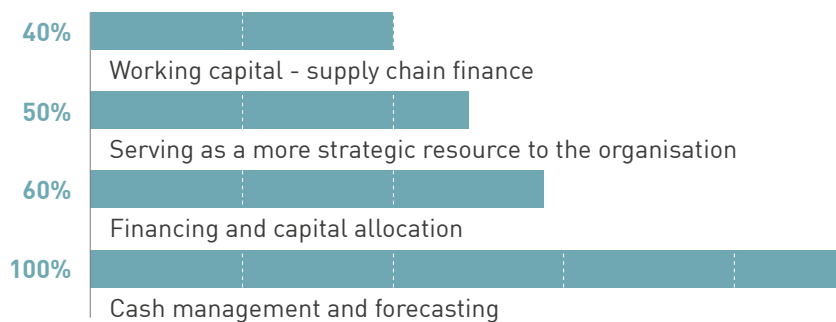 40%
Working capital - supply chain finance
50%
Serving as a more strategic resource to the organisation
60%
Financing and capital allocation
100%
Cash management and forecasting